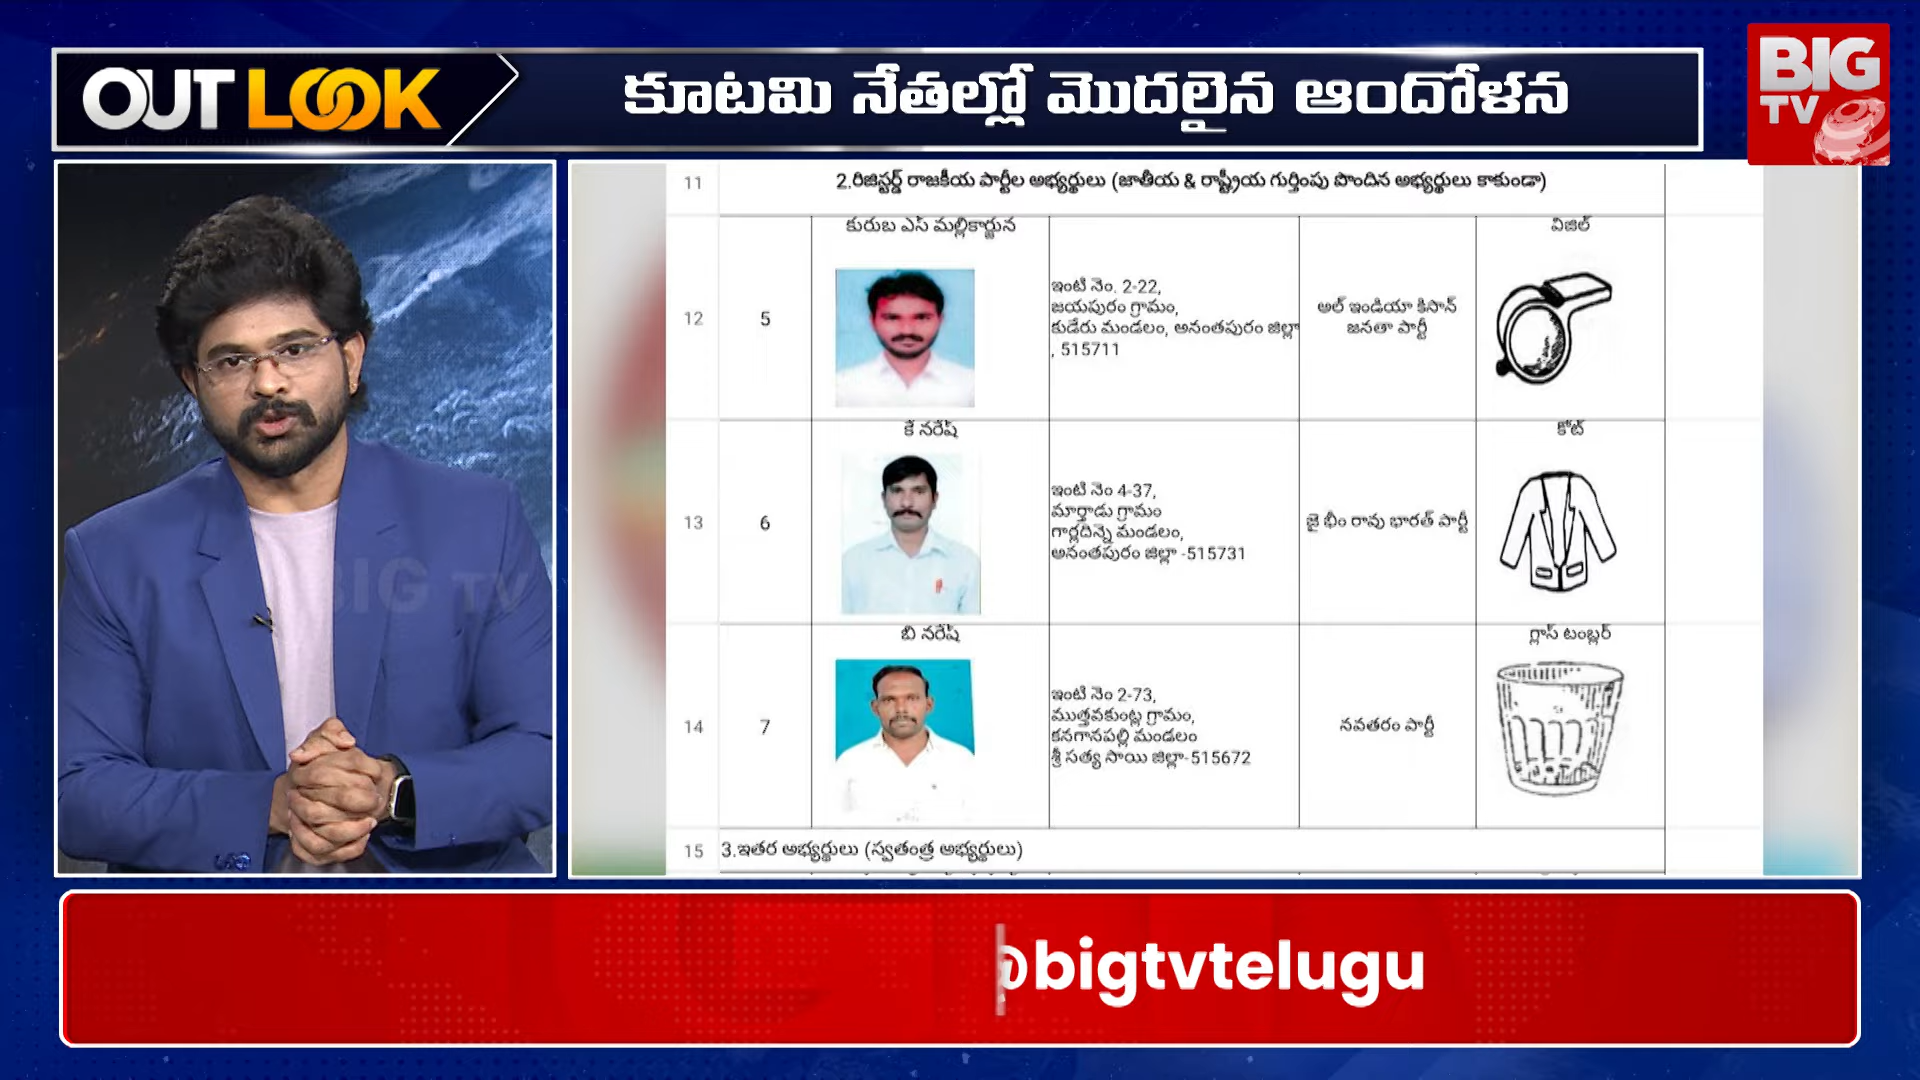 OUT LOOK
కూటమి నేతల్లో మొదలైన ఆందోళన
BIG
TV
11
2.రిజిస్టర్డ్ రాజకీయ పార్టీల అభ్యర్థులు (జాతీయ & రాష్ట్రీయ గుర్తింపు పొందిన అభ్యర్థులు కాకుండా)
12
5
కురుబ ఎస్ మల్లికార్జున
ఇంటి నెం. 2-22,
జయపురం గ్రామం,
కుడేరు మండలం, అనంతపురం జిల్లా
, 515711
అల్ ఇండియా కిసాన్
జనతా పార్టీ
విజిల్
13
6
కే నరేష్
ఇంటి నెం 4-37,
మార్తాడు గ్రామం
గార్లదిన్నె మండలం,
అనంతపురం జిల్లా -515731
జై భీం రావు భారత్ పార్టీ
కోట్
14
7
బి నరేష్
ఇంటి నెం 2-73,
ముత్తవకుంట్ల గ్రామం,
కనగానపల్లి మండలం
శ్రీ సత్య సాయి జిల్లా-515672
నవతరం పార్టీ
గ్లాస్ టంబ్లర్
15
3.ఇతర అభ్యర్థులు (స్వతంత్ర అభ్యర్థులు)
BIG TV
@bigtvtelugu